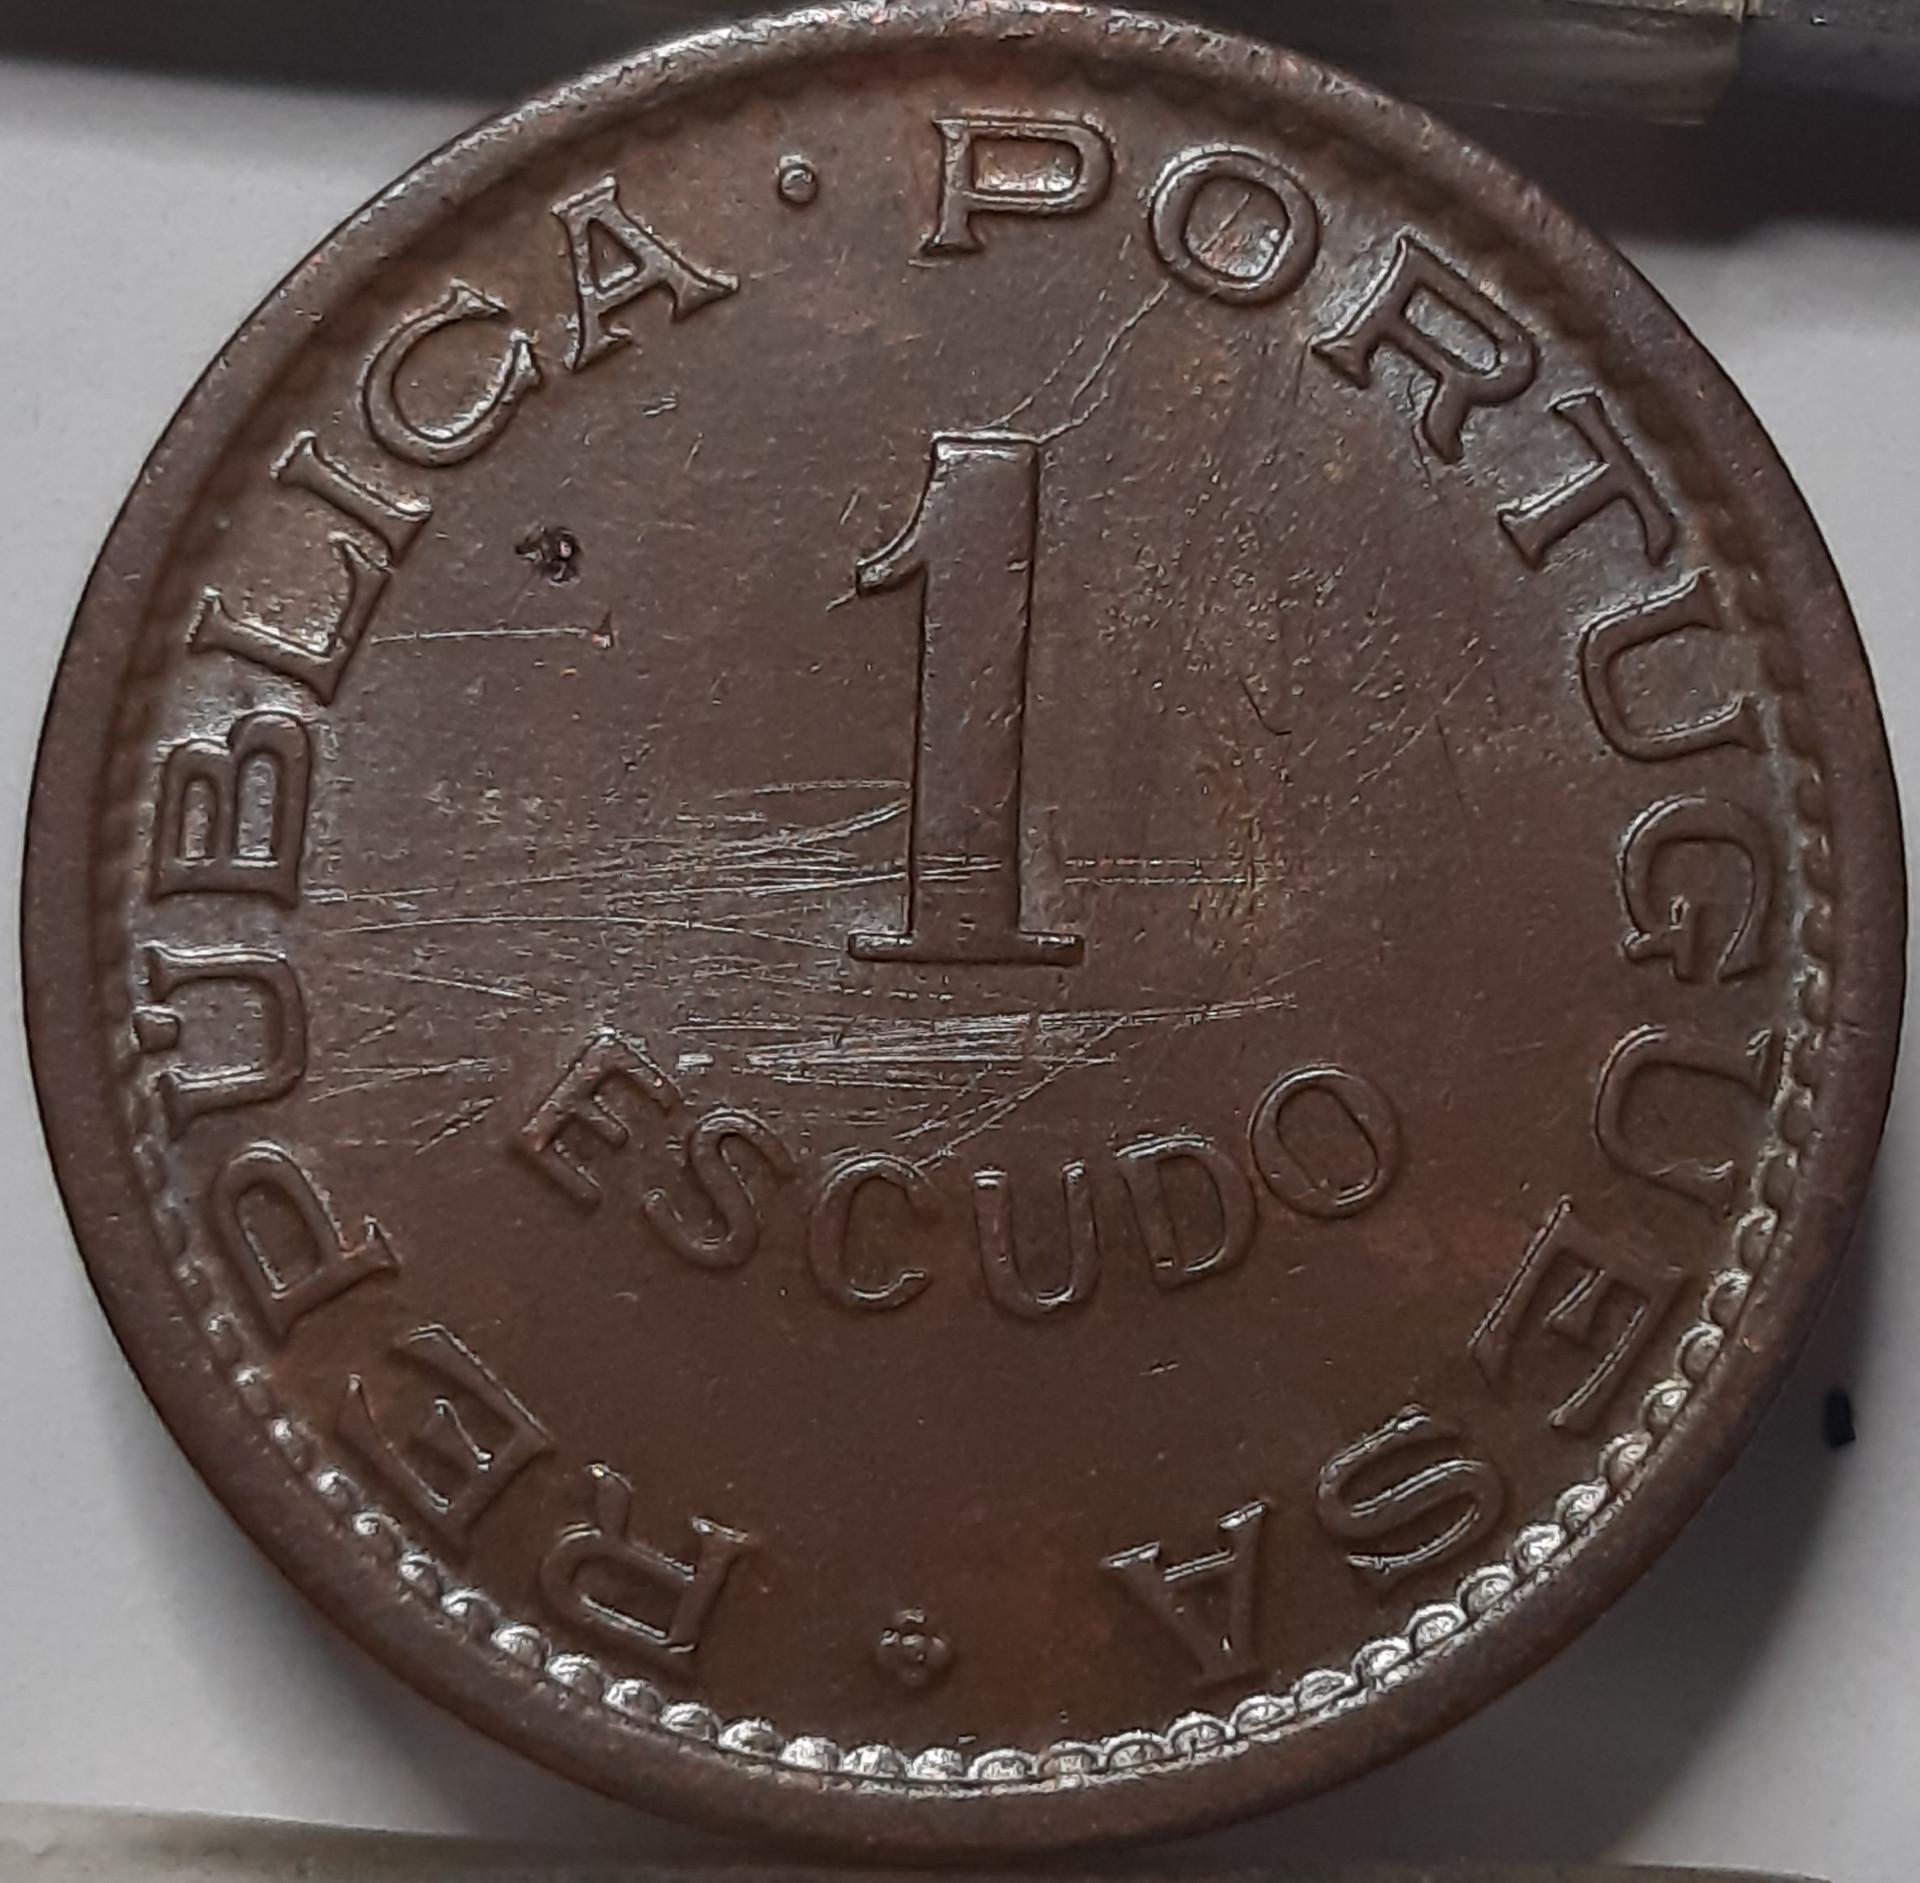 REPÚBLICA · PORTUGUESA ·
1
ESCUDO